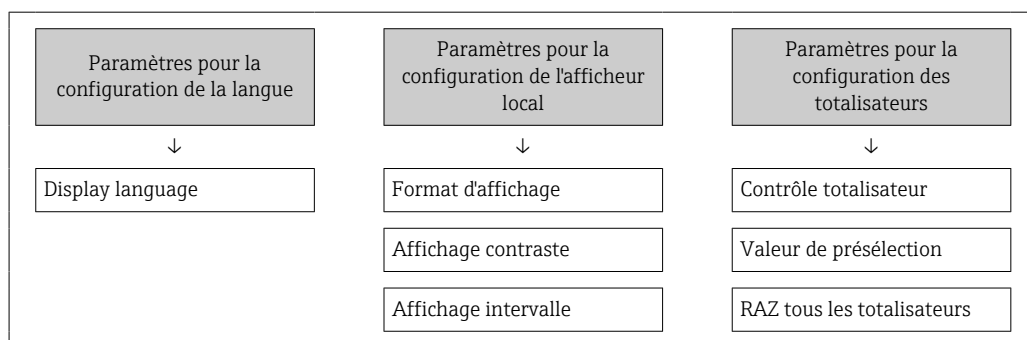 Paramètres pour la
configuration de la langue
↓
Display language
Paramètres pour la
configuration de l'afficheur
local
↓
Format d'affichage
Affichage contraste
Affichage intervalle
Paramètres pour la
configuration des
totalisateurs
↓
Contrôle totalisateur
Valeur de présélection
RAZ tous les totalisateurs